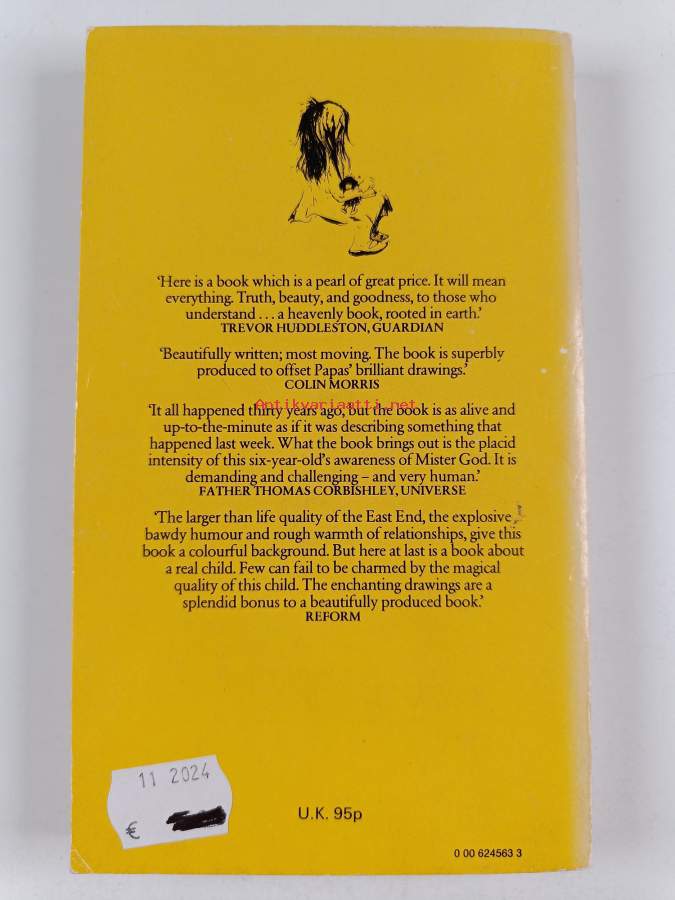 ‘Here is a book which is a pearl of great price. It will mean
everything. Truth, beauty, and goodness, to those who
understand . . . a heavenly book, rooted in earth.’
TREVOR HUDDLESTON, GUARDIAN
‘Beautifully written; most moving. The book is superbly
produced to offset Papas’ brilliant drawings.’
COLIN MORRIS
Antikvariaatti.net
‘It all happened thirty years ago, but the book is as alive and
up-to-the-minute as if it was describing something that
happened last week. What the book brings out is the placid
intensity of this six-year-old’s awareness of Mister God. It is
demanding and challenging – and very human.’
FATHER THOMAS CORBISHLEY, UNIVERSE
‘The larger than life quality of the East End, the explosive,
bawdy humour and rough warmth of relationships, give this
book a colourful background. But here at last is a book about
a real child. Few can fail to be charmed by the magical
quality of this child. The enchanting drawings are a
splendid bonus to a beautifully produced book.’
REFORM
11 2024
€
U.K. 95p
0 00 624563 3